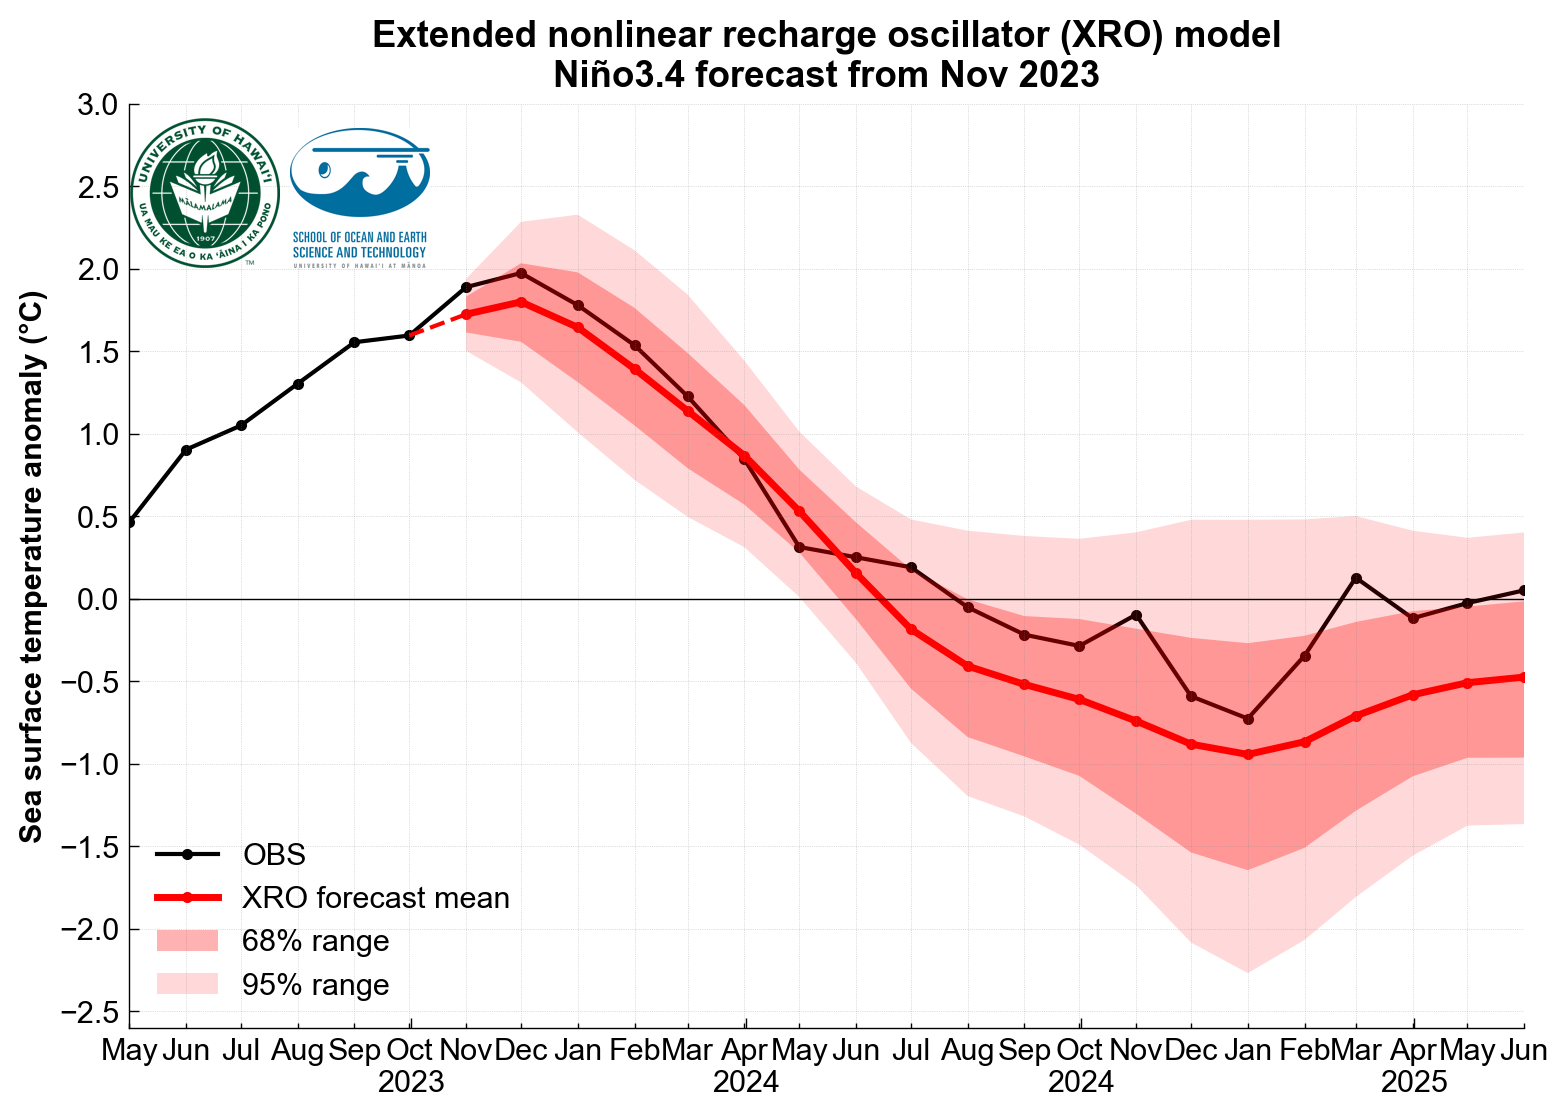 Extended nonlinear recharge oscillator (XRO) model
Niño3.4 forecast from Nov 2023
Sea surface temperature anomaly (°C)
3.0
2.5
2.0
1.5
1.0
0.5
0.0
−0.5
−1.0
−1.5
−2.0
−2.5
UNIVERSITY OF HAWAIʻI
UA MAU KE EA O KA ʻĀINA I KA PONO
MĀLAMALAMA
1907
TM
SCHOOL OF OCEAN AND EARTH
SCIENCE AND TECHNOLOGY
UNIVERSITY OF HAWAIʻI AT MĀNOA
OBS
XRO forecast mean
68% range
95% range
May Jun Jul Aug Sep Oct Nov Dec Jan Feb Mar Apr May Jun Jul Aug Sep Oct Nov Dec Jan Feb Mar Apr May Jun
2023 2024 2024 2025